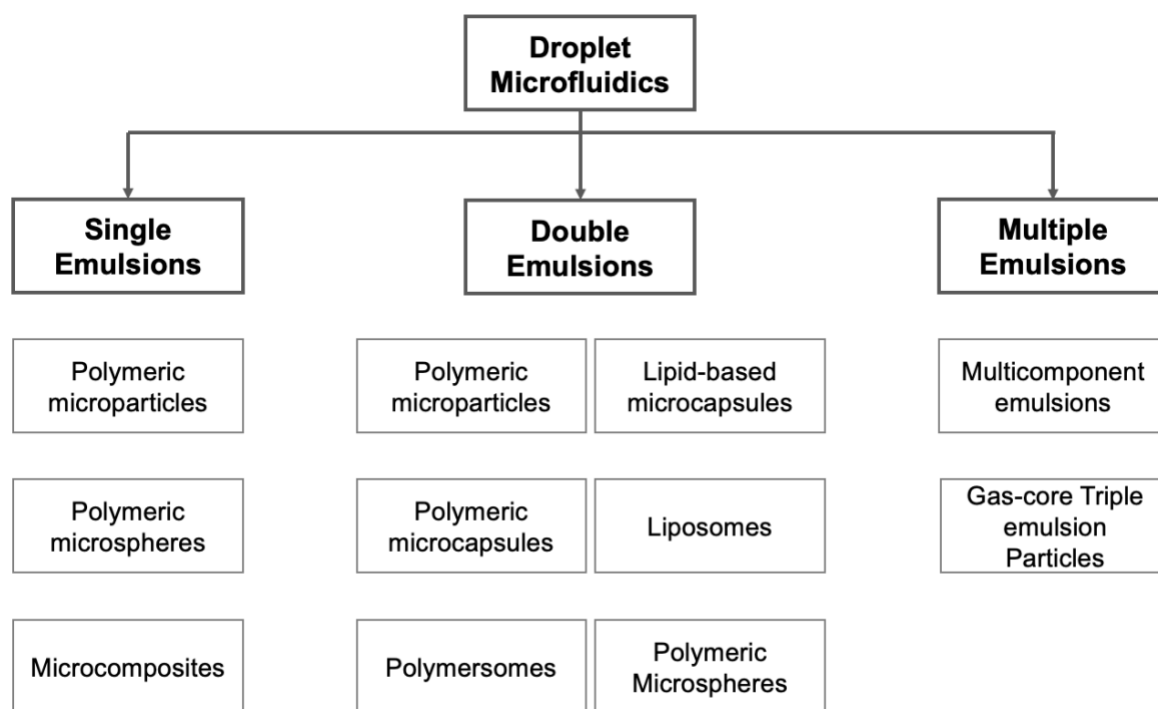 Droplet
Microfluidics
Single
Emulsions
Double
Emulsions
Multiple
Emulsions
Polymeric
microparticles
Polymeric
microparticles
Lipid-based
microcapsules
Multicomponent
emulsions
Polymeric
microspheres
Polymeric
microcapsules
Liposomes
Gas-core Triple
emulsion
Particles
Microcomposites
Polymersomes
Polymeric
Microspheres